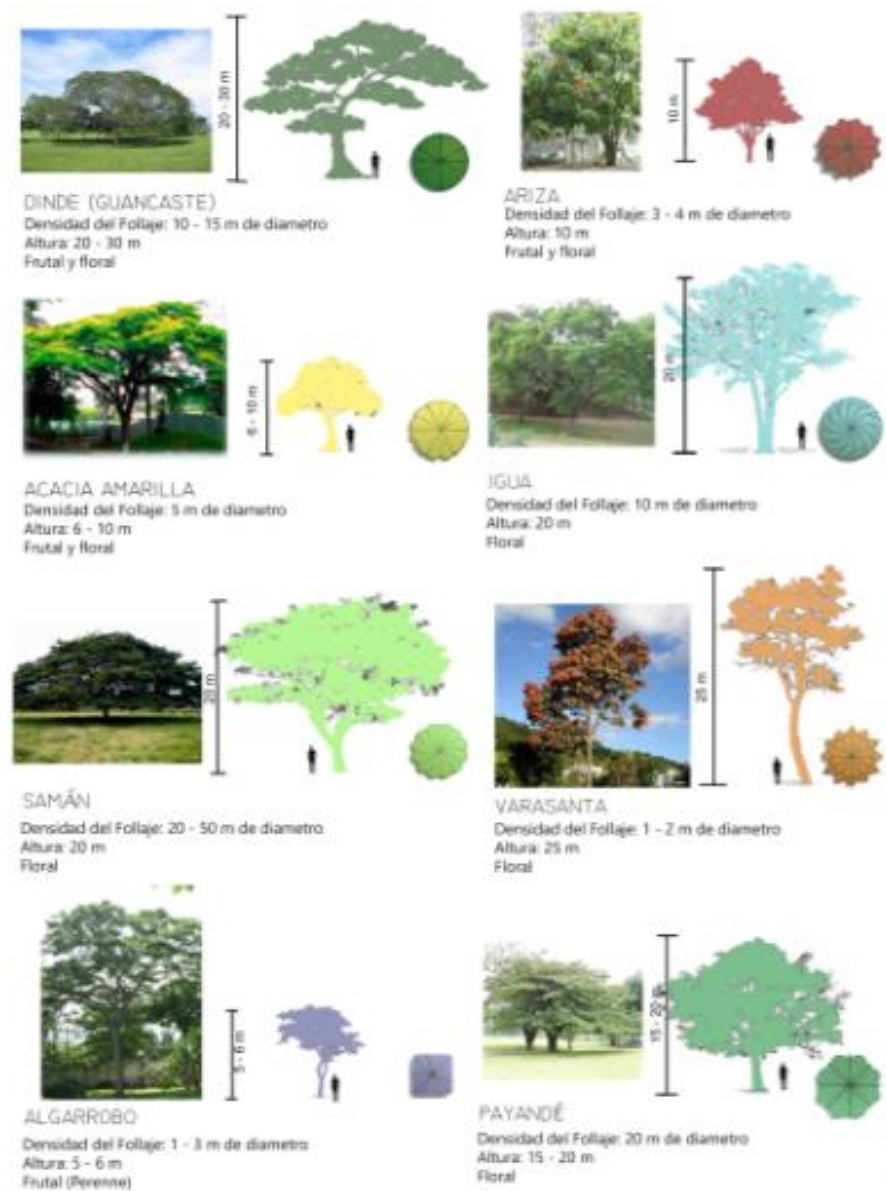 20 - 30 m
DINDE (GUANCASTE)
Densidad del Follaje: 10 - 15 m de diametro
Altura: 20 - 30 m
Frutal y floral
10 m
ARIZA
Densidad del Follaje: 3 - 4 m de diametro
Altura: 10 m
Frutal y floral
6 - 10 m
ACACIA AMARILLA
Densidad del Follaje: 5 m de diametro
Altura: 6 - 10 m
Frutal y floral
20 m
IGUA
Densidad del Follaje: 10 m de diametro
Altura: 20 m
Floral
20 m
SAMÁN
Densidad del Follaje: 20 - 50 m de diametro
Altura: 20 m
Floral
25 m
VARASANTA
Densidad del Follaje: 1 - 2 m de diametro
Altura: 25 m
Floral
5 - 6 m
ALGARROBO
Densidad del Follaje: 1 - 3 m de diametro
Altura: 5 - 6 m
Frutal (Perenne)
15 - 20 m
PAYANDÉ
Densidad del Follaje: 20 m de diametro
Altura: 15 - 20 m
Floral